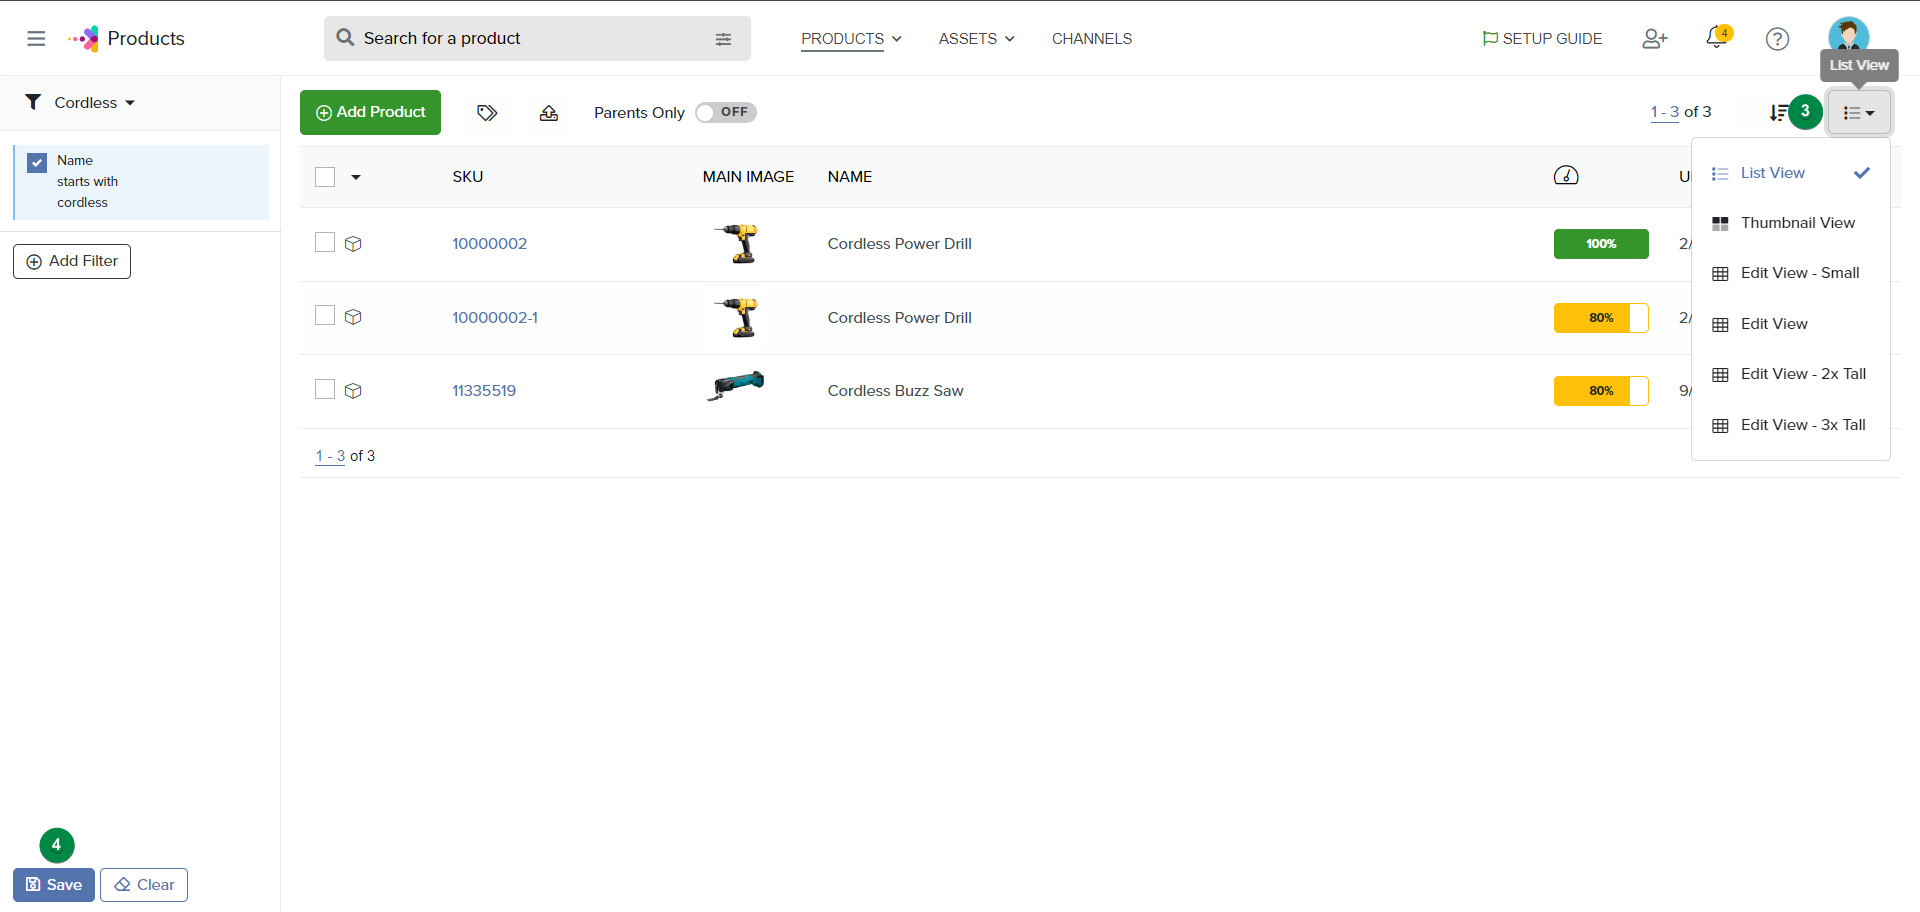 Products
Search for a product
PRODUCTS
ASSETS
CHANNELS
SETUP GUIDE
4
List View
Cordless
Add Product
Parents Only
OFF
1 - 3 of 3
3
Name
starts with
cordless
Add Filter
SKU
MAIN IMAGE
NAME
U
10000002
Cordless Power Drill
100%
2/
10000002-1
Cordless Power Drill
80%
2/
11335519
Cordless Buzz Saw
80%
9/
1 - 3 of 3
List View
Thumbnail View
Edit View - Small
Edit View
Edit View - 2x Tall
Edit View - 3x Tall
4
Save
Clear